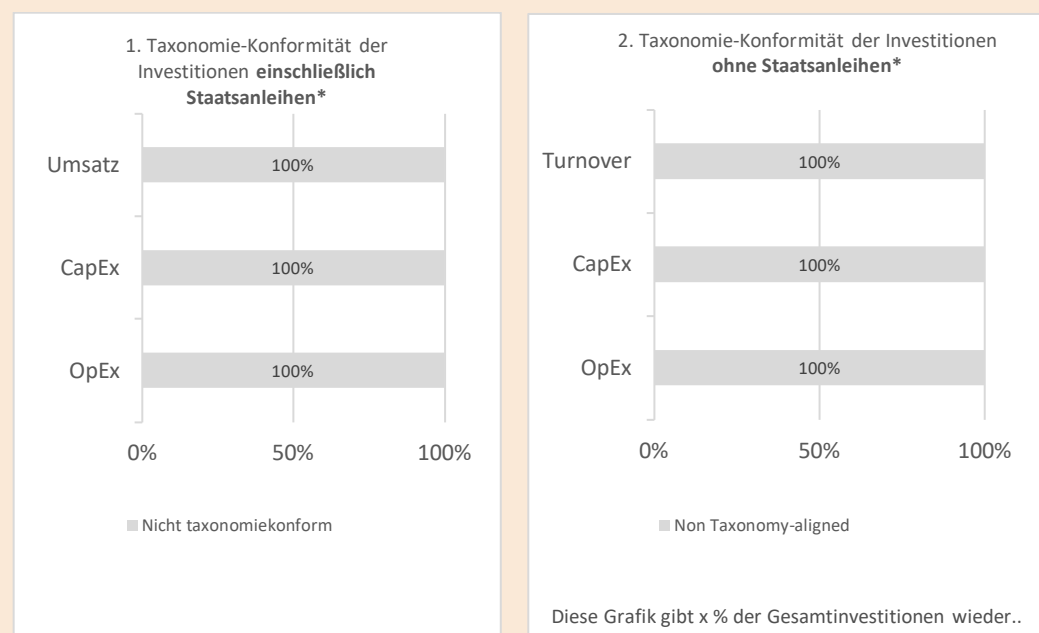 1. Taxonomie-Konformität der
Investitionen einschließlich
Staatsanleihen*
Umsatz
100%
CapEx
100%
OpEx
100%
0%
50%
100%
Nicht taxonomiekonform
2. Taxonomie-Konformität der Investitionen
ohne Staatsanleihen*
Turnover
100%
CapEx
100%
OpEx
100%
0%
50%
100%
Non Taxonomy-aligned
Diese Grafik gibt x % der Gesamtinvestitionen wieder..